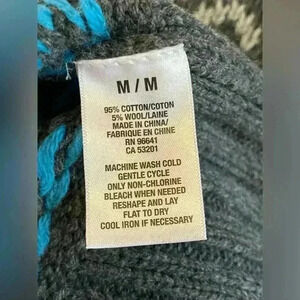 M / M
95% COTTON/COTON
5% WOOL/LAINE
MADE IN CHINA/
FABRIQUE EN CHINE
RN 96641
CA 53201
MACHINE WASH COLD
GENTLE CYCLE
ONLY NON-CHLORINE
BLEACH WHEN NEEDED
RESHAPE AND LAY
FLAT TO DRY
COOL IRON IF NECESSARY